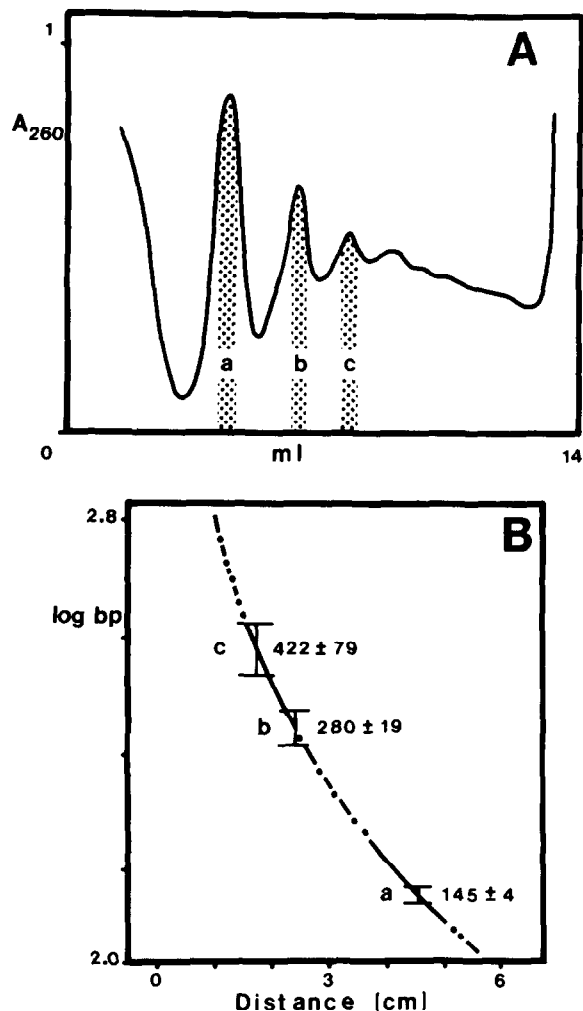 A
1
A260
a
b
c
0
ml
14
B
2.8
log bp
c
422 ± 79
b
280 ± 19
a
145 ± 4
2.0
0
3
6
Distance [cm]